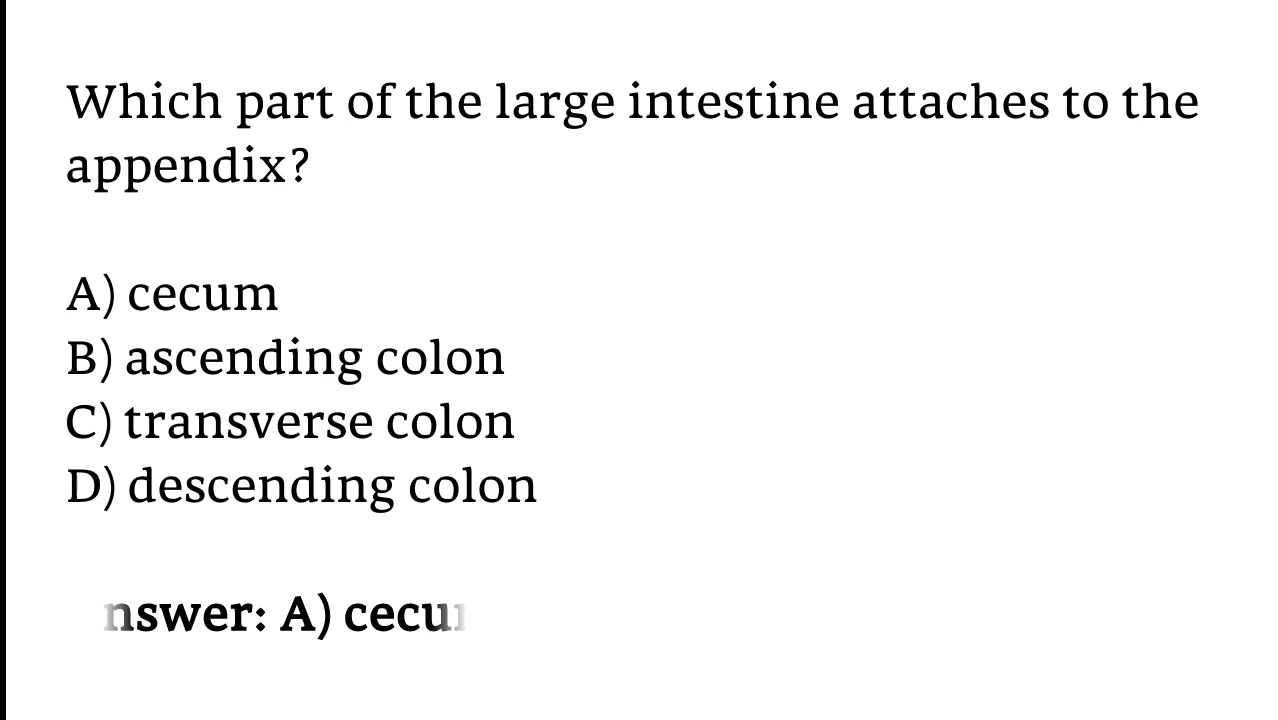 Which part of the large intestine attaches to the
appendix?
A) cecum
B) ascending colon
C) transverse colon
D) descending colon
nswer: A) cecu